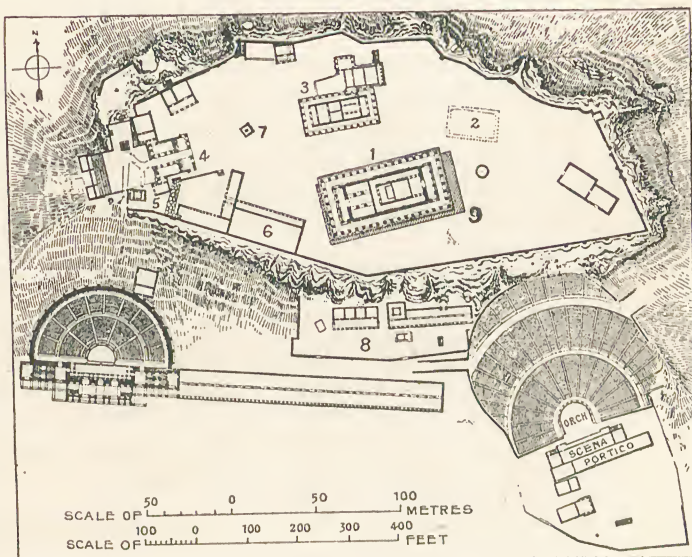 N
3
2
7
4
1
5
6
9
8
ORCH
SCENA
PORTICO
50 0 50 100
SCALE OF METRES
100 0 100 200 300 400
SCALE OF FEET